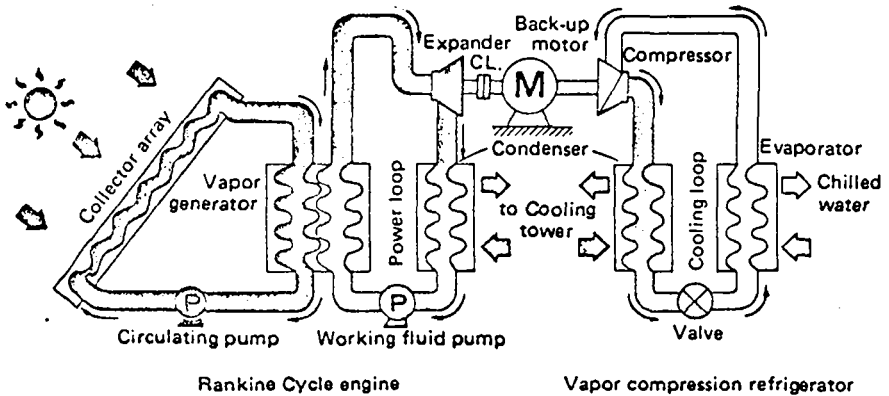 Back-up
motor
Expander
CL.
Compressor
M
Collector array
Vapor
generator
Power loop
Condenser
to Cooling
tower
Cooling loop
Evaporator
Chilled
water
P
P
Circulating pump
Working fluid pump
Valve
Rankine Cycle engine
Vapor compression refrigerator